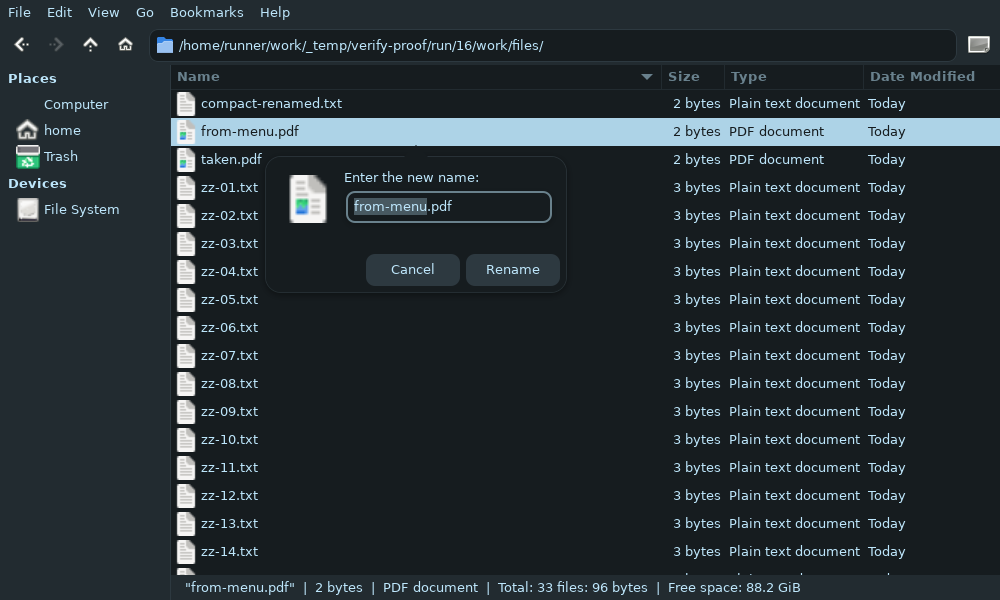 File Edit View Go Bookmarks Help
/home/runner/work/_temp/verify-proof/run/16/work/files/
Places
Computer
home
Trash
Devices
File System
Name Size Type Date Modified
compact-renamed.txt 2 bytes Plain text document Today
from-menu.pdf 2 bytes PDF document Today
taken.pdf 2 bytes PDF document Today
zz-01.txt 3 bytes Plain text document Today
zz-02.txt 3 bytes Plain text document Today
zz-03.txt 3 bytes Plain text document Today
zz-04.txt 3 bytes Plain text document Today
zz-05.txt 3 bytes Plain text document Today
zz-06.txt 3 bytes Plain text document Today
zz-07.txt 3 bytes Plain text document Today
zz-08.txt 3 bytes Plain text document Today
zz-09.txt 3 bytes Plain text document Today
zz-10.txt 3 bytes Plain text document Today
zz-11.txt 3 bytes Plain text document Today
zz-12.txt 3 bytes Plain text document Today
zz-13.txt 3 bytes Plain text document Today
zz-14.txt 3 bytes Plain text document Today
Enter the new name:
from-menu.pdf
Cancel Rename
"from-menu.pdf" | 2 bytes | PDF document | Total: 33 files: 96 bytes | Free space: 88.2 GiB